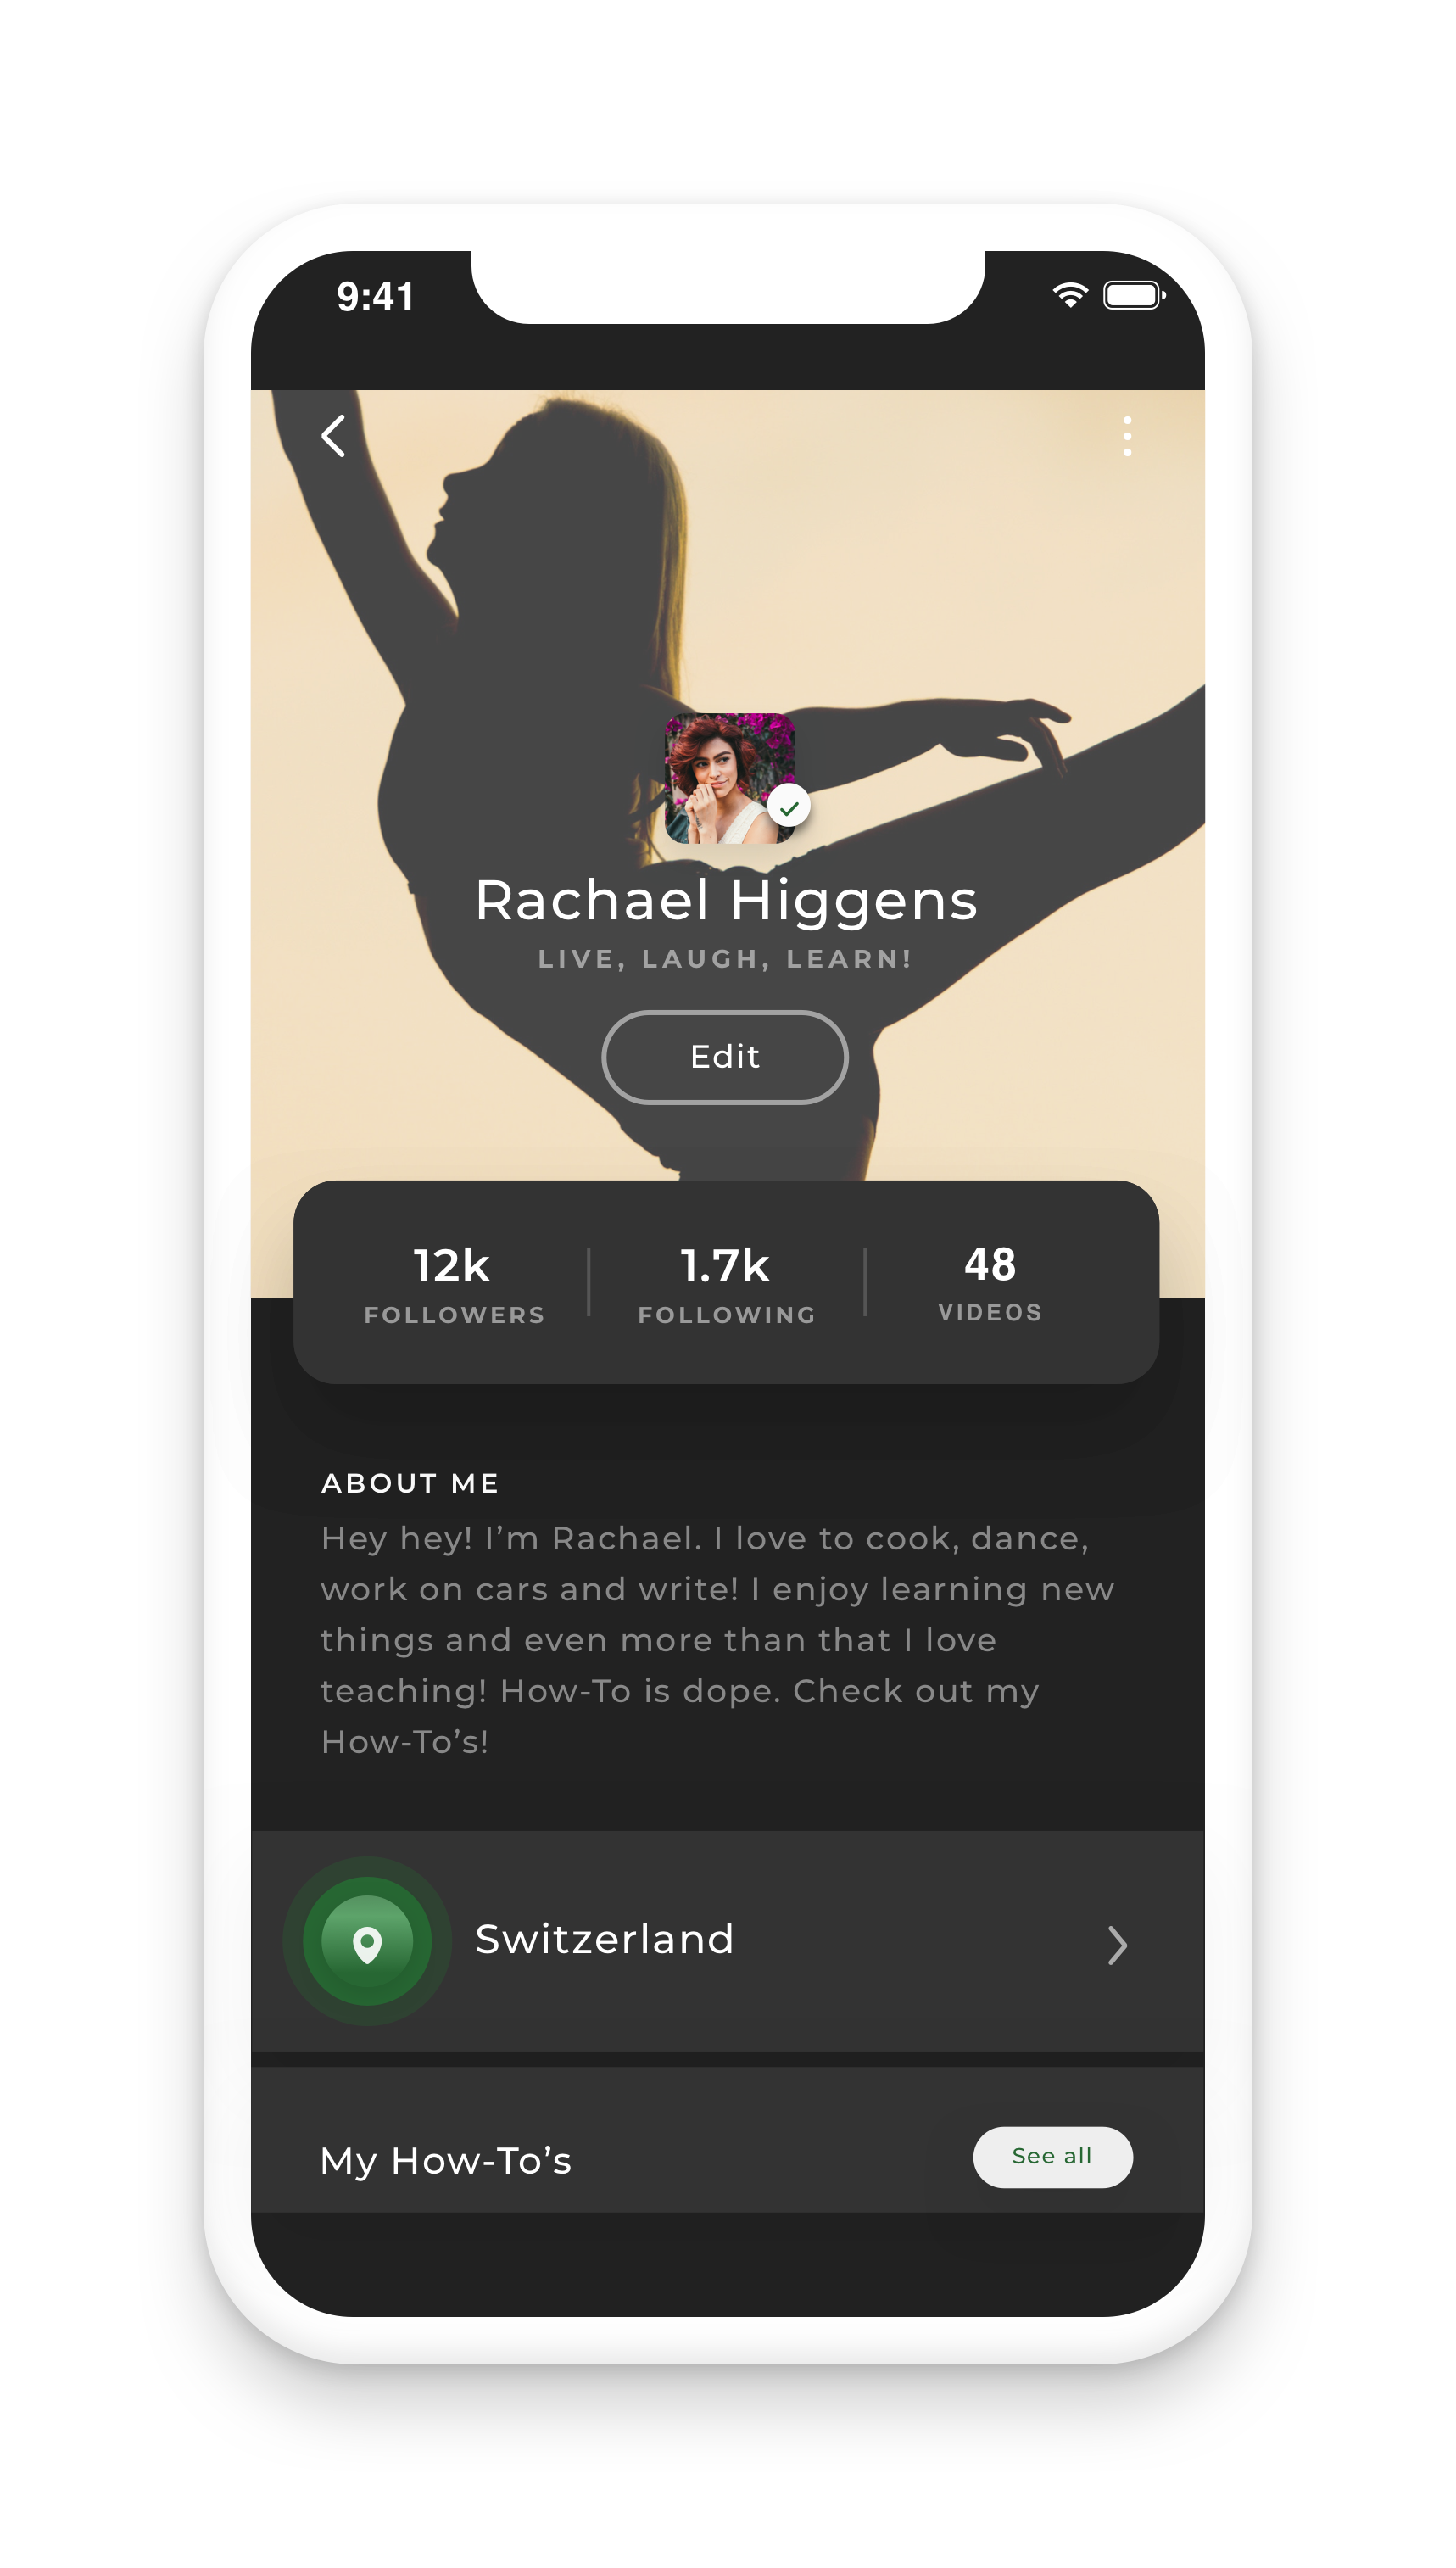 9:41
Rachael Higgens
LIVE, LAUGH, LEARN!
Edit
12k
FOLLOWERS
1.7k
FOLLOWING
48
VIDEOS
ABOUT ME
Hey hey! I’m Rachael. I love to cook, dance,
work on cars and write! I enjoy learning new
things and even more than that I love
teaching! How-To is dope. Check out my
How-To’s!
Switzerland
My How-To’s
See all